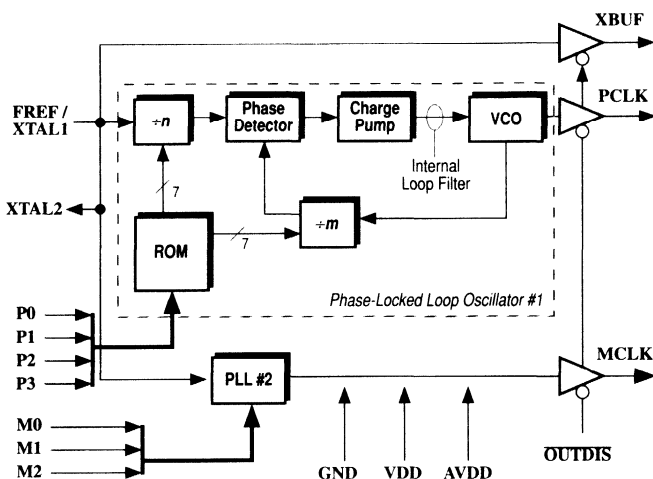 XBUF
FREF /
XTAL1
÷n
Phase
Detector
Charge
Pump
VCO
PCLK
Internal
Loop Filter
7
XTAL2
ROM
7
÷m
Phase-Locked Loop Oscillator #1
P0
P1
P2
P3
PLL #2
MCLK
M0
M1
M2
GND
VDD
AVDD
OUTDIS